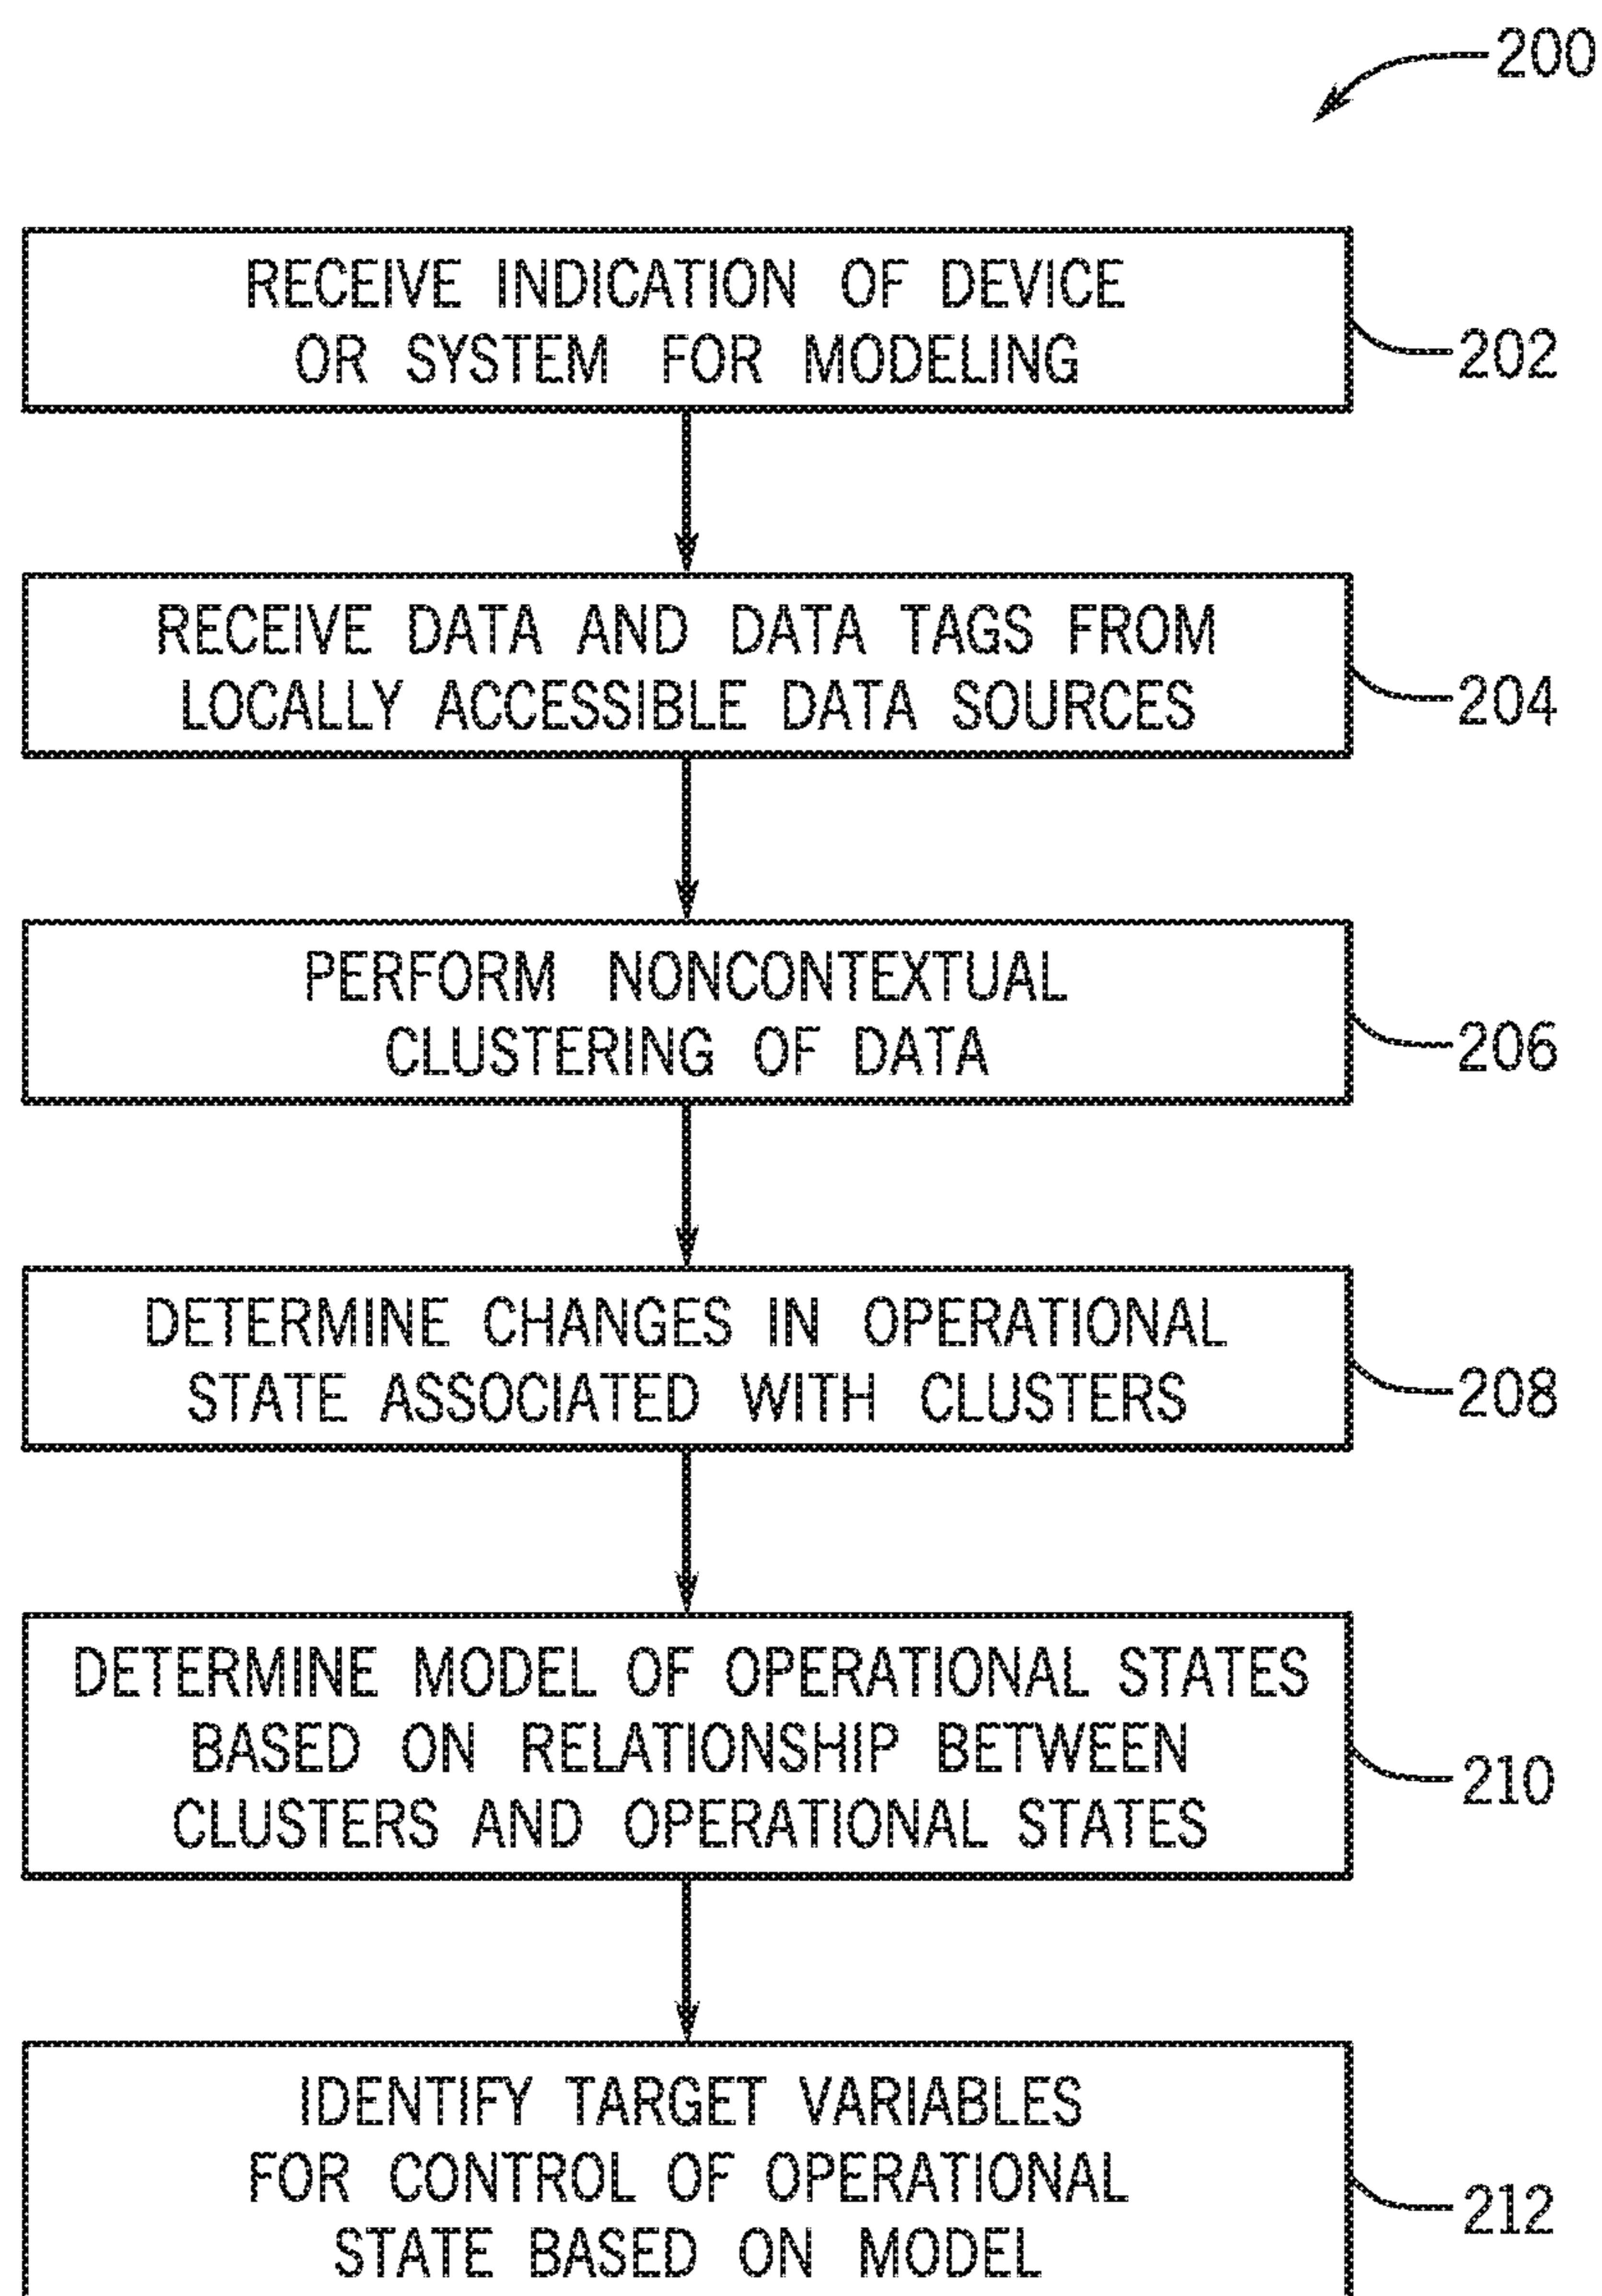 200
RECEIVE INDICATION OF DEVICE
OR SYSTEM FOR MODELING
202
RECEIVE DATA AND DATA TAGS FROM
LOCALLY ACCESSIBLE DATA SOURCES
204
PERFORM NONCONTEXTUAL
CLUSTERING OF DATA
206
DETERMINE CHANGES IN OPERATIONAL
STATE ASSOCIATED WITH CLUSTERS
208
DETERMINE MODEL OF OPERATIONAL STATES
BASED ON RELATIONSHIP BETWEEN
CLUSTERS AND OPERATIONAL STATES
210
IDENTIFY TARGET VARIABLES
FOR CONTROL OF OPERATIONAL
STATE BASED ON MODEL
212